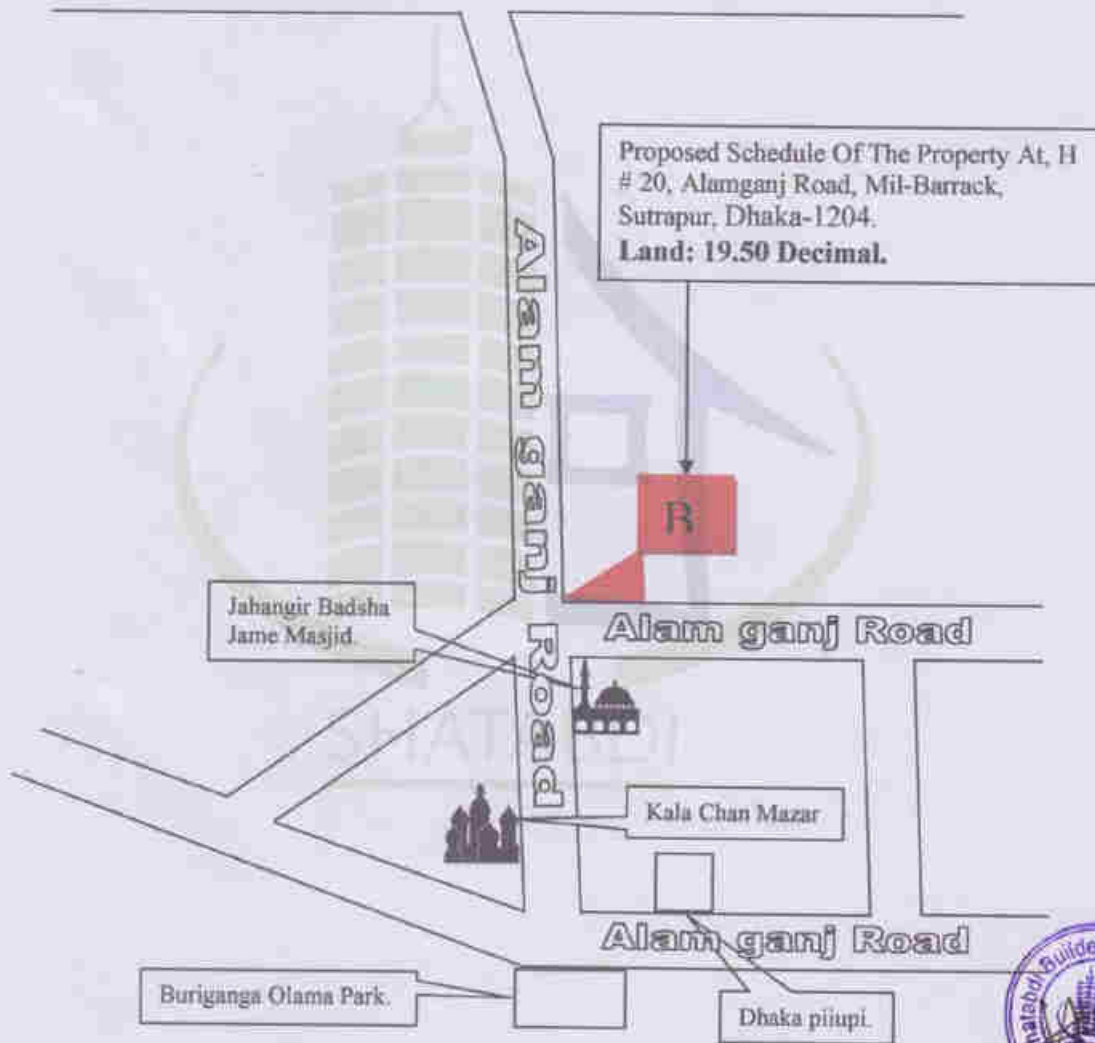 Proposed Schedule Of The Property At, H
# 20, Alamganj Road, Mil-Barrack,
Sutrapur, Dhaka-1204.
Land: 19.50 Decimal.
Alam ganj Road
R
Alam ganj Road
Jahangir Badsha
Jame Masjid.
SHATABDI
Kala Chan Mazar
Alam ganj Road
Buriganga Olama Park.
Dhaka piiupi.
hatabdi Builde